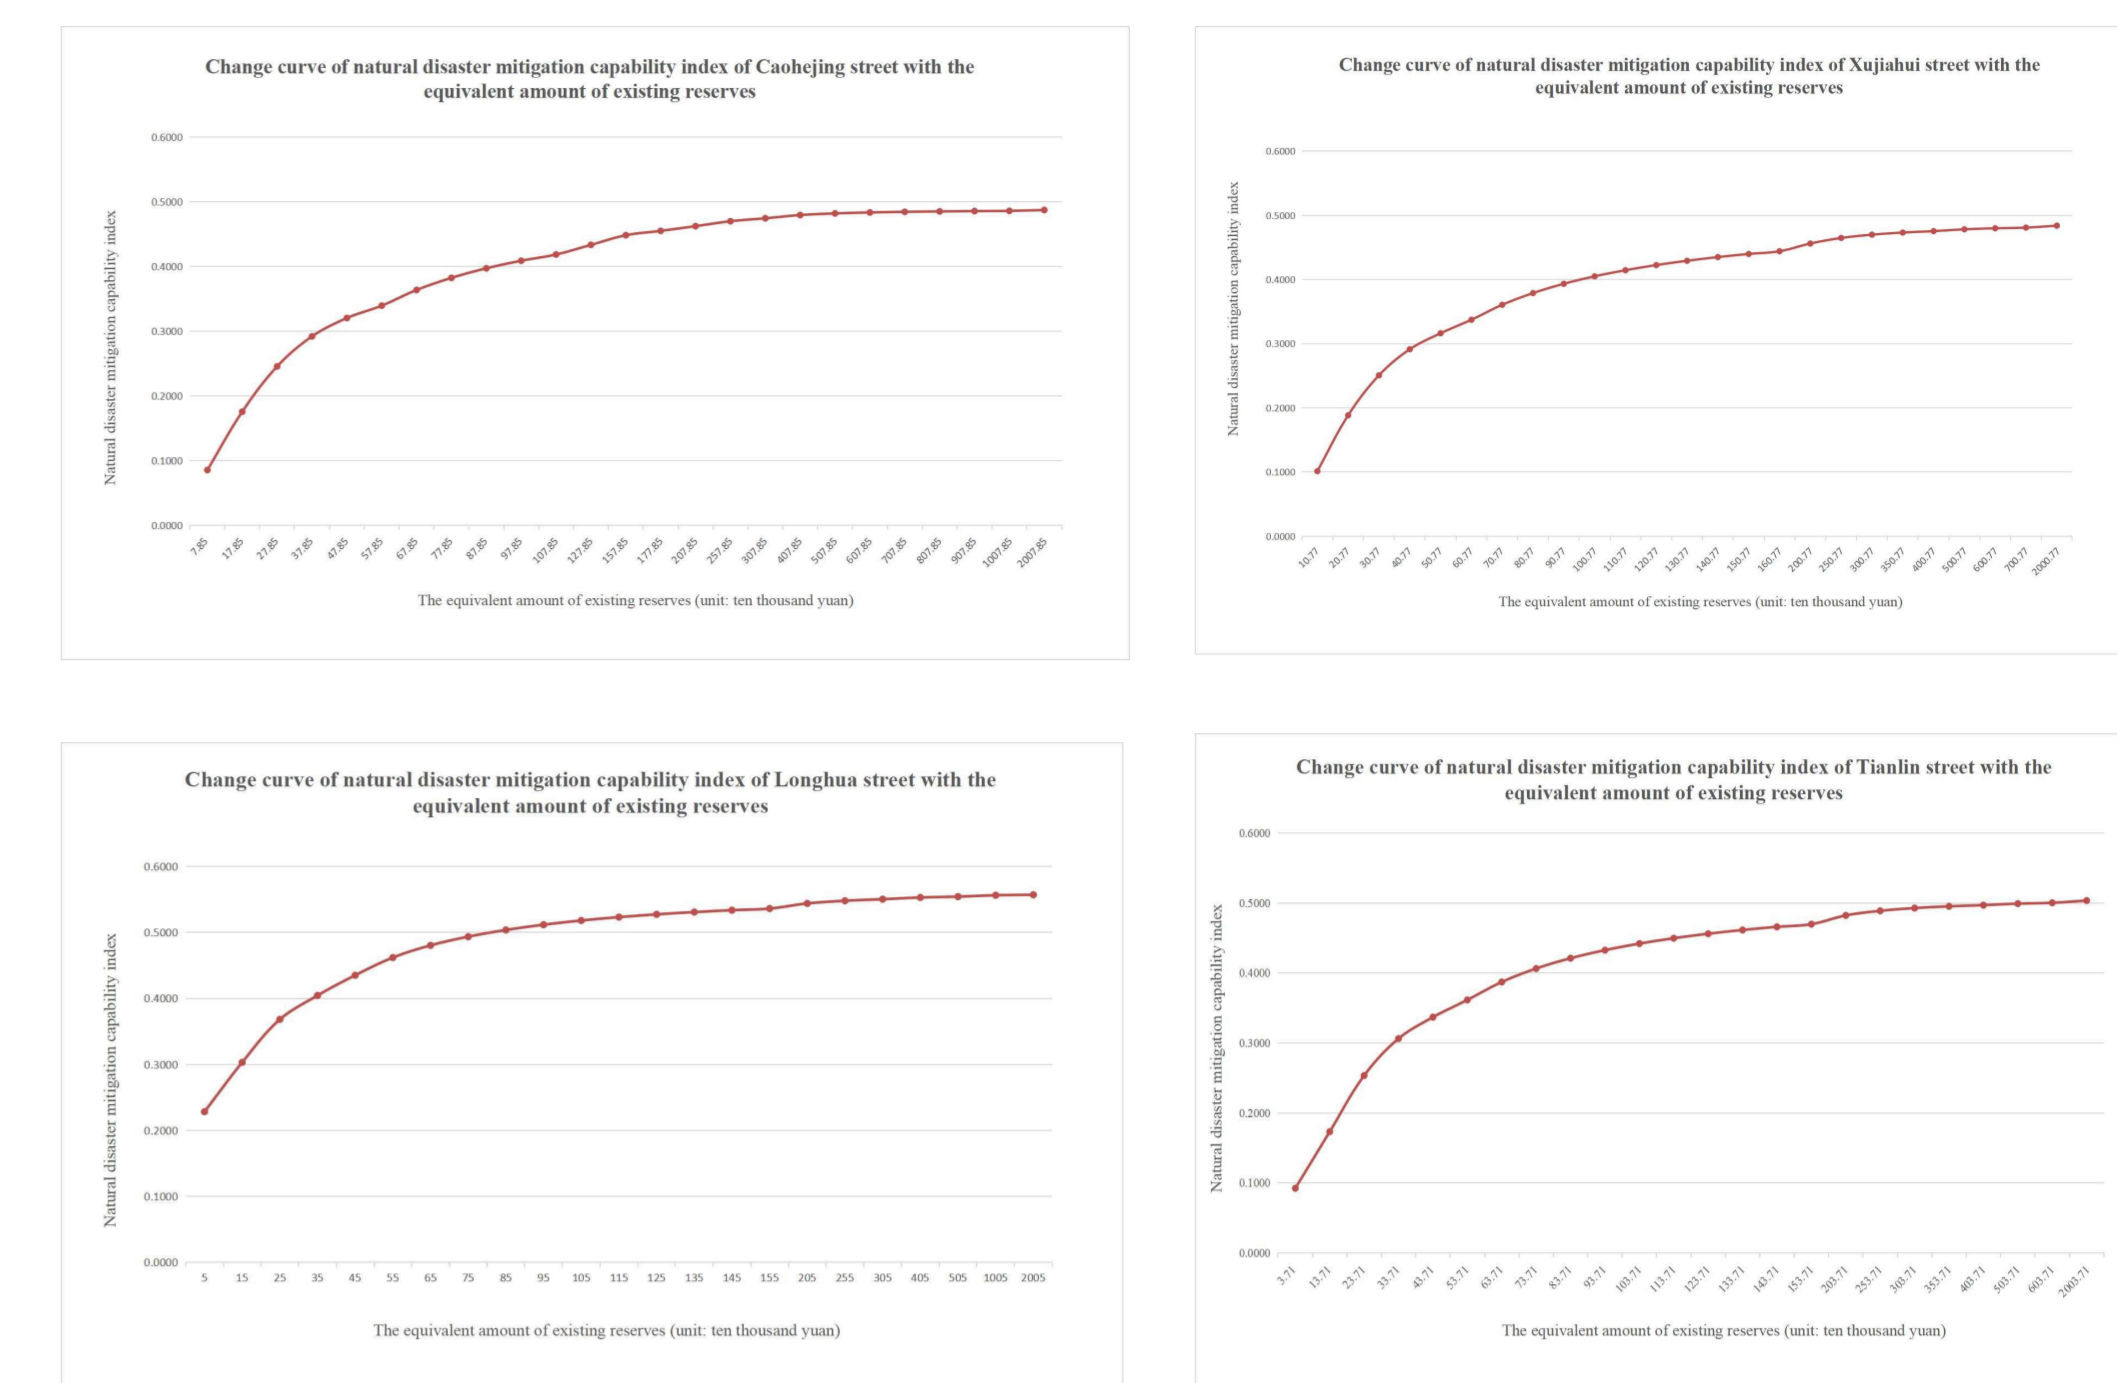 Change curve of natural disaster mitigation capability index of Caohejing street with the
equivalent amount of existing reserves
Natural disaster mitigation capability index
0.6000
0.5000
0.4000
0.3000
0.2000
0.1000
0.0000
7.85 17.85 27.85 37.85 47.85 57.85 67.85 77.85 87.85 97.85 107.85 127.85 157.85 177.85 207.85 257.85 307.85 407.85 507.85 607.85 707.85 807.85 907.85 1007.85 2007.85
The equivalent amount of existing reserves (unit: ten thousand yuan)
Change curve of natural disaster mitigation capability index of Xujiahui street with the
equivalent amount of existing reserves
Natural disaster mitigation capability index
0.6000
0.5000
0.4000
0.3000
0.2000
0.1000
0.0000
10.77 20.77 30.77 40.77 50.77 60.77 70.77 80.77 90.77 100.77 110.77 120.77 130.77 140.77 150.77 160.77 200.77 250.77 300.77 350.77 400.77 500.77 600.77 700.77 2000.77
The equivalent amount of existing reserves (unit: ten thousand yuan)
Change curve of natural disaster mitigation capability index of Longhua street with the
equivalent amount of existing reserves
Natural disaster mitigation capability index
0.6000
0.5000
0.4000
0.3000
0.2000
0.1000
0.0000
5 15 25 35 45 55 65 75 85 95 105 115 125 135 145 155 205 255 305 405 505 1005 2005
The equivalent amount of existing reserves (unit: ten thousand yuan)
Change curve of natural disaster mitigation capability index of Tianlin street with the
equivalent amount of existing reserves
Natural disaster mitigation capability index
0.6000
0.5000
0.4000
0.3000
0.2000
0.1000
0.0000
3.71 13.71 23.71 33.71 43.71 53.71 63.71 73.71 83.71 93.71 103.71 113.71 123.71 133.71 143.71 153.71 203.71 253.71 303.71 353.71 403.71 503.71 603.71 2003.71
The equivalent amount of existing reserves (unit: ten thousand yuan)